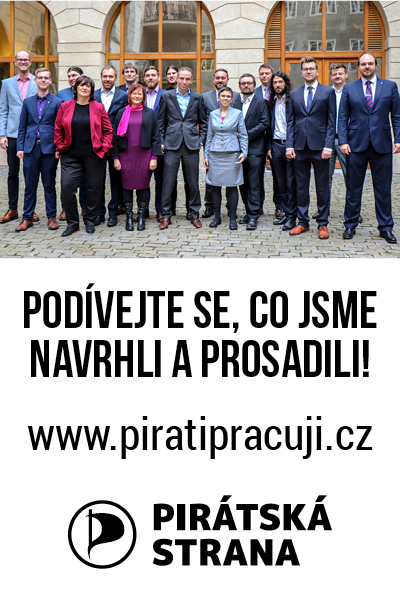 PODÍVEJTE SE, CO JSME
NAVRHLI A PROSADILI!
www.piratipracuji.cz
PIRÁTSKÁ
STRANA